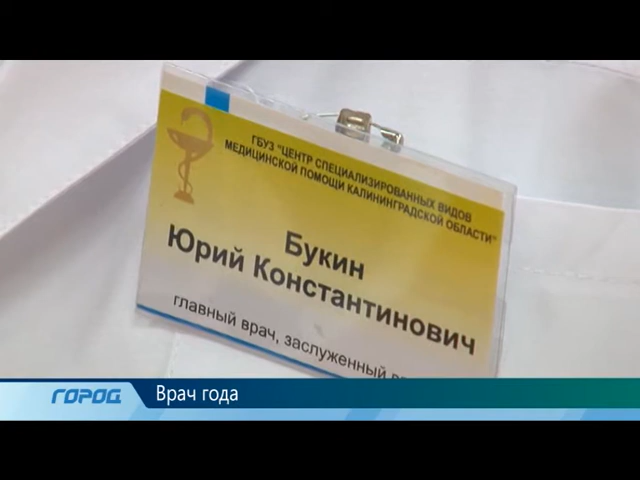 ГБУЗ "ЦЕНТР СПЕЦИАЛИЗИРОВАННЫХ ВИДОВ
МЕДИЦИНСКОЙ ПОМОЩИ КАЛИНИНГРАДСКОЙ ОБЛАСТИ"
Букин
Юрий Константинович
главный врач, заслуженный
ГОРОД
Врач года